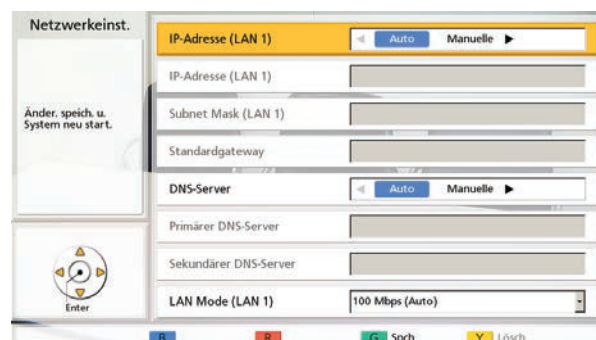 Netzwerkeinst.
Änder. speich. u.
System neu start.
Enter
IP-Adresse (LAN 1) Auto Manuelle
IP-Adresse (LAN 1)
Subnet Mask (LAN 1)
Standardgateway
DNS-Server Auto Manuelle
Primärer DNS-Server
Sekundärer DNS-Server
LAN Mode (LAN 1) 100 Mbps (Auto)
B R G Spch Y Lösch